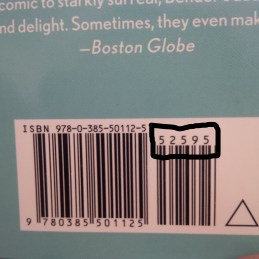 comic to starkly surreal,
nd delight. Sometimes, they even mak
—Boston Globe
ISBN 978-0-385-50112-5
52595
9 780385 501125